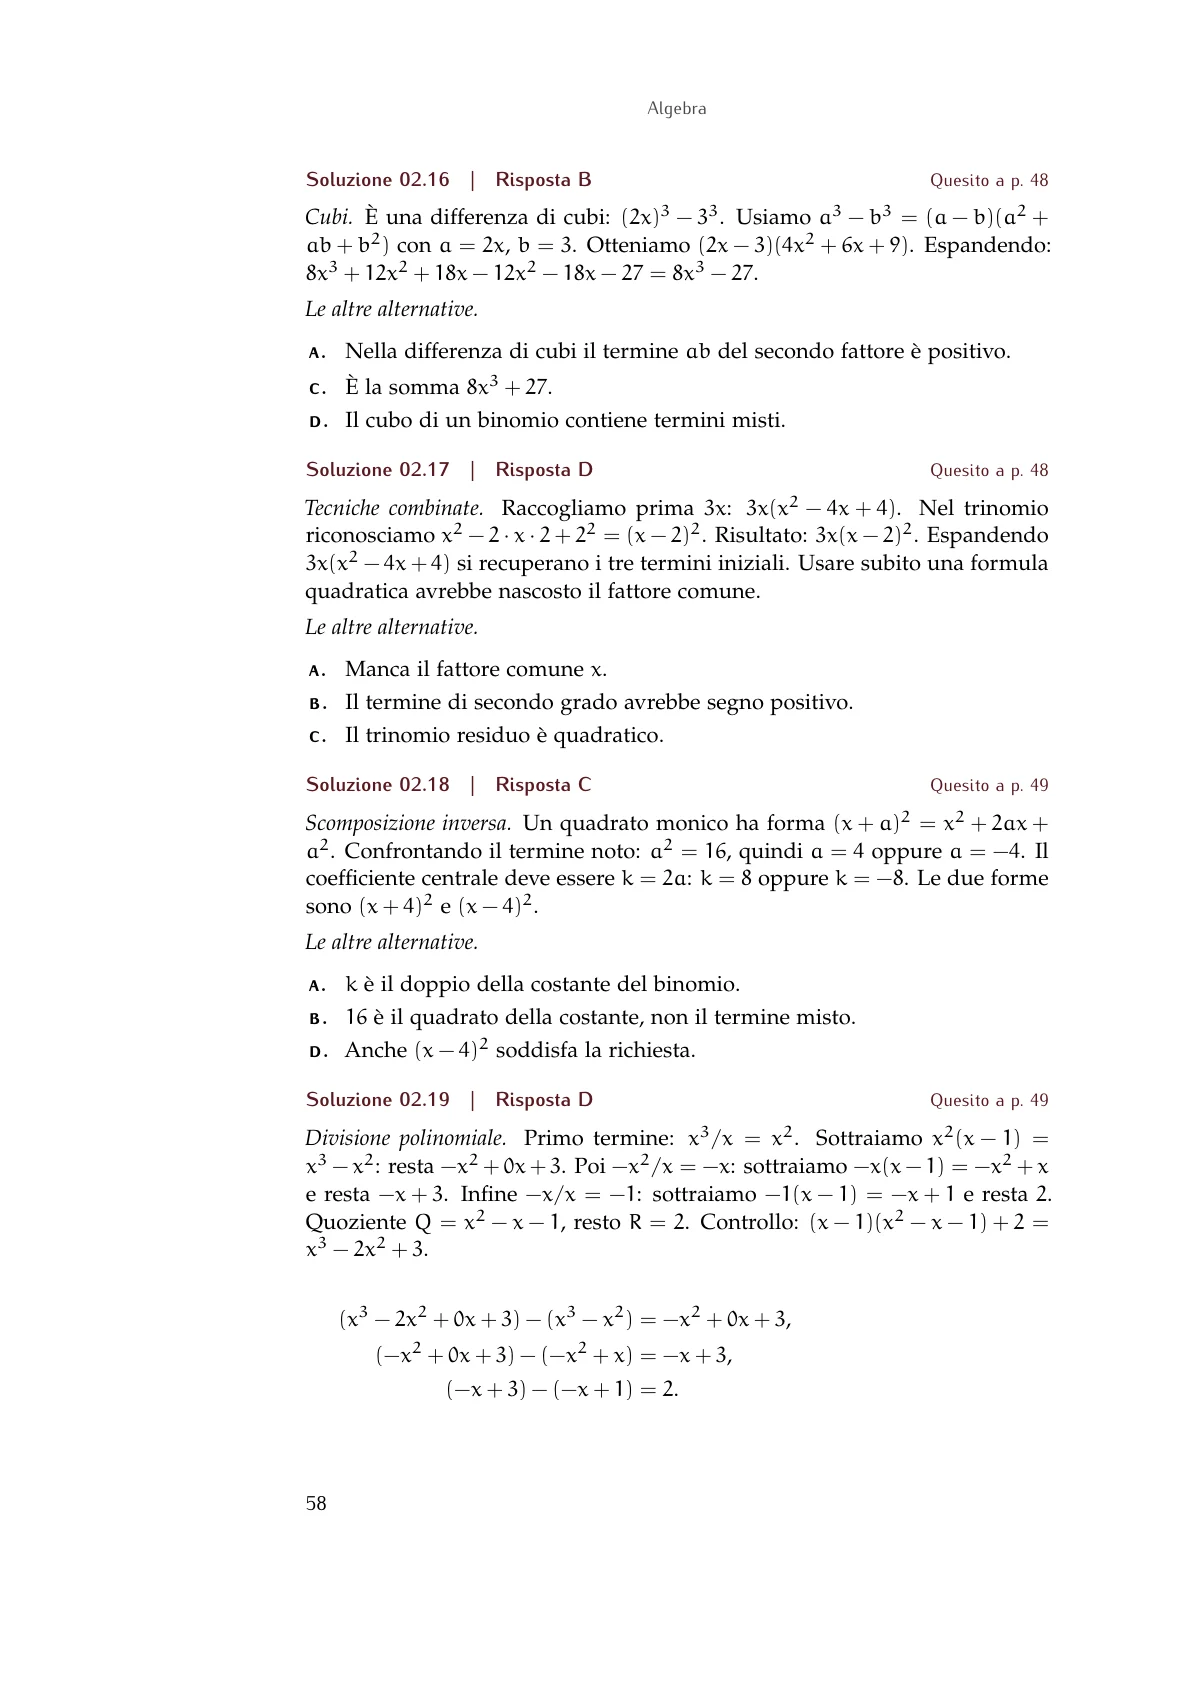 Algebra
Soluzione 02.16 | Risposta B Quesito a p. 48
Cubi. È una differenza di cubi: (2x)³ − 3³. Usiamo a³ − b³ = (a − b)(a² +
ab + b²) con a = 2x, b = 3. Otteniamo (2x − 3)(4x² + 6x + 9). Espandendo:
8x³ + 12x² + 18x − 12x² − 18x − 27 = 8x³ − 27.
Le altre alternative.
A. Nella differenza di cubi il termine ab del secondo fattore è positivo.
C. È la somma 8x³ + 27.
D. Il cubo di un binomio contiene termini misti.
Soluzione 02.17 | Risposta D Quesito a p. 48
Tecniche combinate. Raccogliamo prima 3x: 3x(x² − 4x + 4). Nel trinomio
riconosciamo x² − 2 · x · 2 + 2² = (x − 2)². Risultato: 3x(x − 2)². Espandendo
3x(x² − 4x + 4) si recuperano i tre termini iniziali. Usare subito una formula
quadratica avrebbe nascosto il fattore comune.
Le altre alternative.
A. Manca il fattore comune x.
B. Il termine di secondo grado avrebbe segno positivo.
C. Il trinomio residuo è quadratico.
Soluzione 02.18 | Risposta C Quesito a p. 49
Scomposizione inversa. Un quadrato monico ha forma (x + a)² = x² + 2ax +
a². Confrontando il termine noto: a² = 16, quindi a = 4 oppure a = −4. Il
coefficiente centrale deve essere k = 2a: k = 8 oppure k = −8. Le due forme
sono (x + 4)² e (x − 4)².
Le altre alternative.
A. k è il doppio della costante del binomio.
B. 16 è il quadrato della costante, non il termine misto.
D. Anche (x − 4)² soddisfa la richiesta.
Soluzione 02.19 | Risposta D Quesito a p. 49
Divisione polinomiale. Primo termine: x³/x = x². Sottraiamo x²(x − 1) =
x³ − x²: resta −x² + 0x + 3. Poi −x²/x = −x: sottraiamo −x(x − 1) = −x² + x
e resta −x + 3. Infine −x/x = −1: sottraiamo −1(x − 1) = −x + 1 e resta 2.
Quoziente Q = x² − x − 1, resto R = 2. Controllo: (x − 1)(x² − x − 1) + 2 =
x³ − 2x² + 3.
(x³ − 2x² + 0x + 3) − (x³ − x²) = −x² + 0x + 3,
(−x² + 0x + 3) − (−x² + x) = −x + 3,
(−x + 3) − (−x + 1) = 2.
58